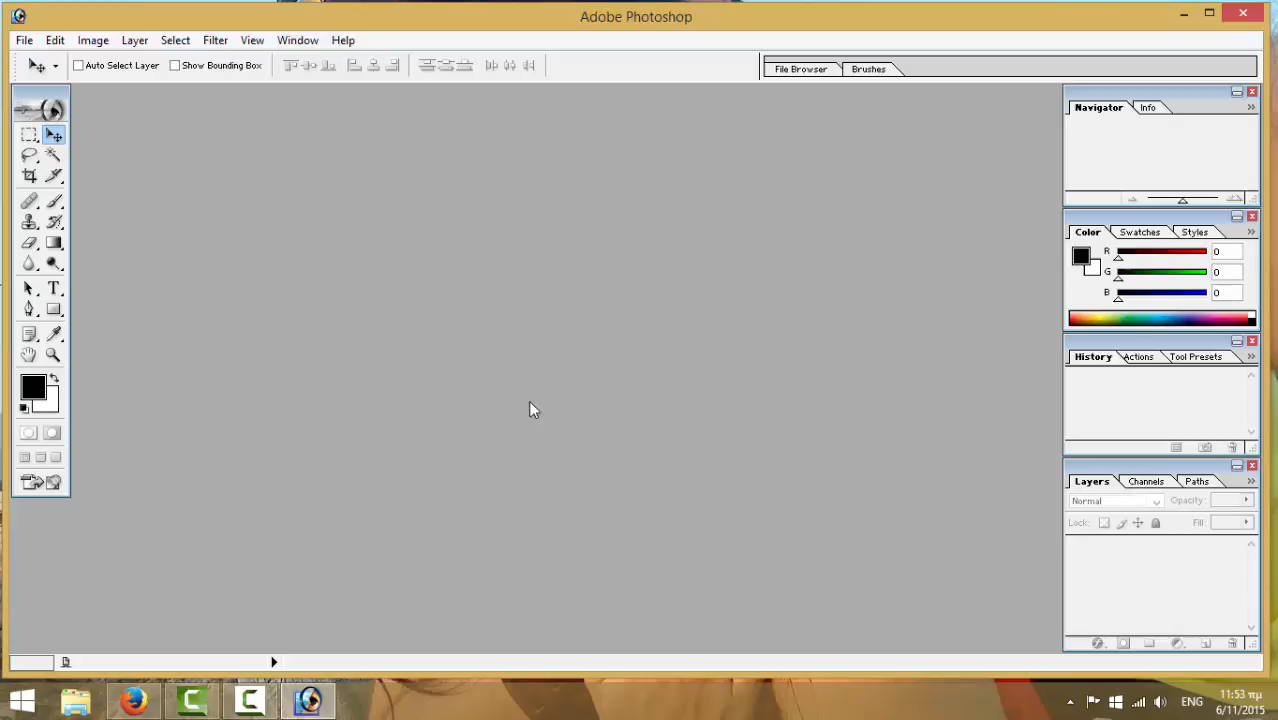 Adobe Photoshop
File Edit Image Layer Select Filter View Window Help
Auto Select Layer Show Bounding Box
File Browser Brushes
Navigator Info
Color Swatches Styles
R 0
G 0
B 0
History Actions Tool Presets
Layers Channels Paths
Normal Opacity:
Lock: Fill:
ENG
11:53 πμ
6/11/2015